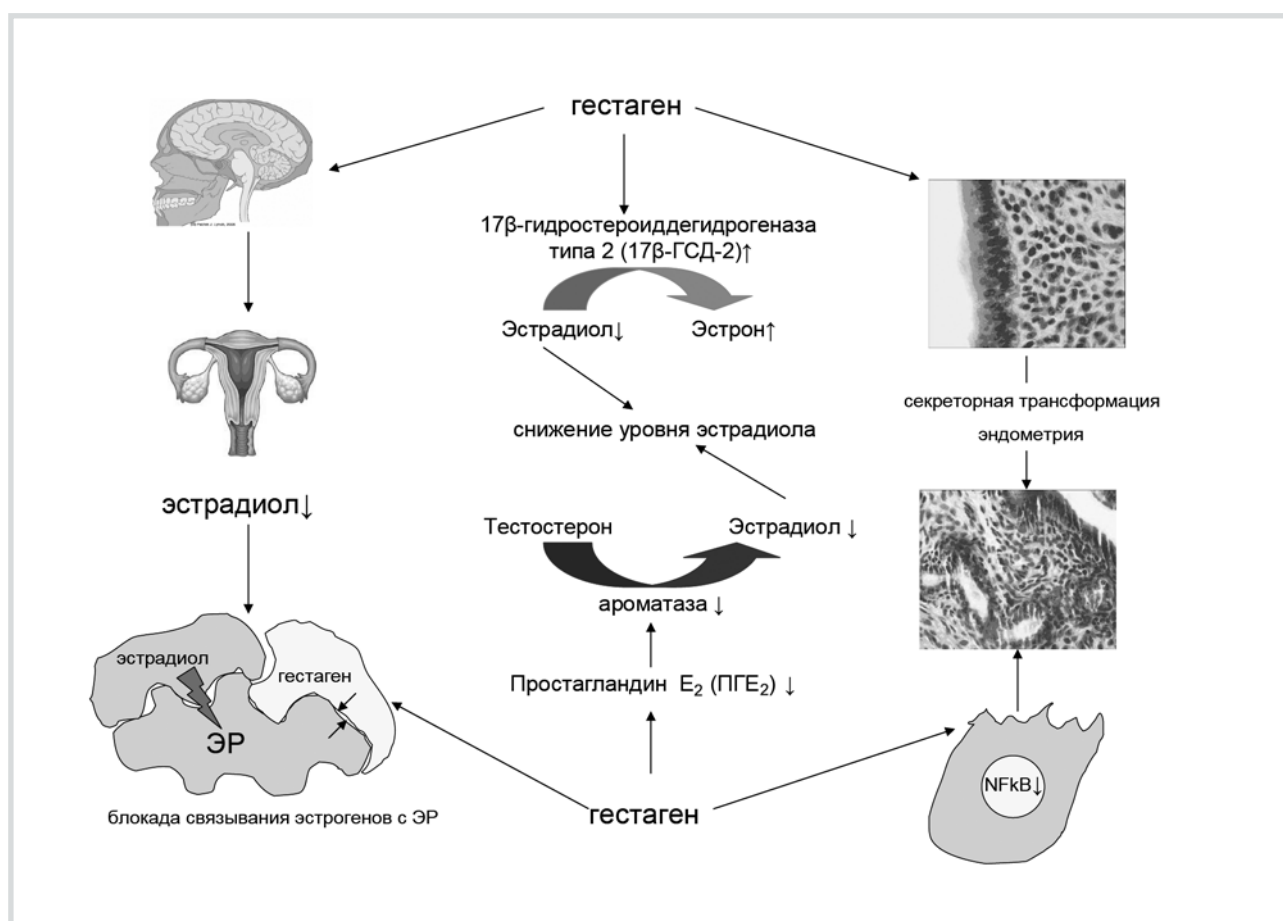 гестаген
17β-гидростероиддегидрогеназа
типа 2 (17β-ГСД-2)↑
Эстрадиол↓
Эстрон↑
секреторная трансформация
эндометрия
снижение уровня эстрадиола
эстрадиол↓
Тестостерон
Эстрадиол ↓
ароматаза ↓
эстрадиол
гестаген
ЭР
Простагландин E₂ (ПГЕ₂) ↓
NFkB↓
гестаген
блокада связывания эстрогенов с ЭР